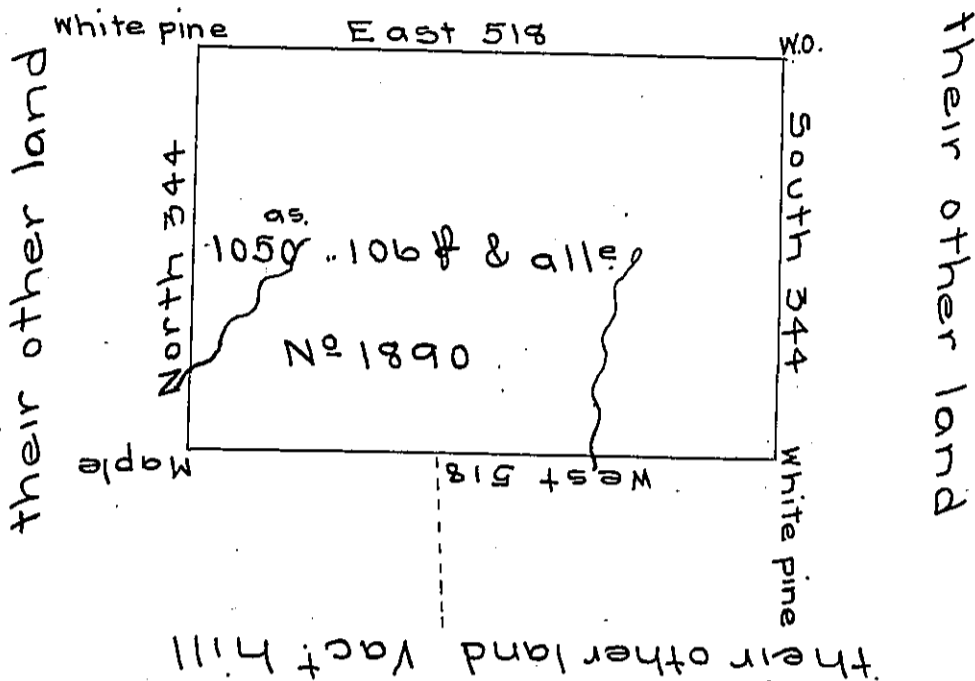 White pine
East 518
W.O.
their other land
North 344
South 344
their other land
as.
1050 .. 106 ⅌ & alle.
Nº 1890
Maple
West 518
White pine
their other land Vact hill